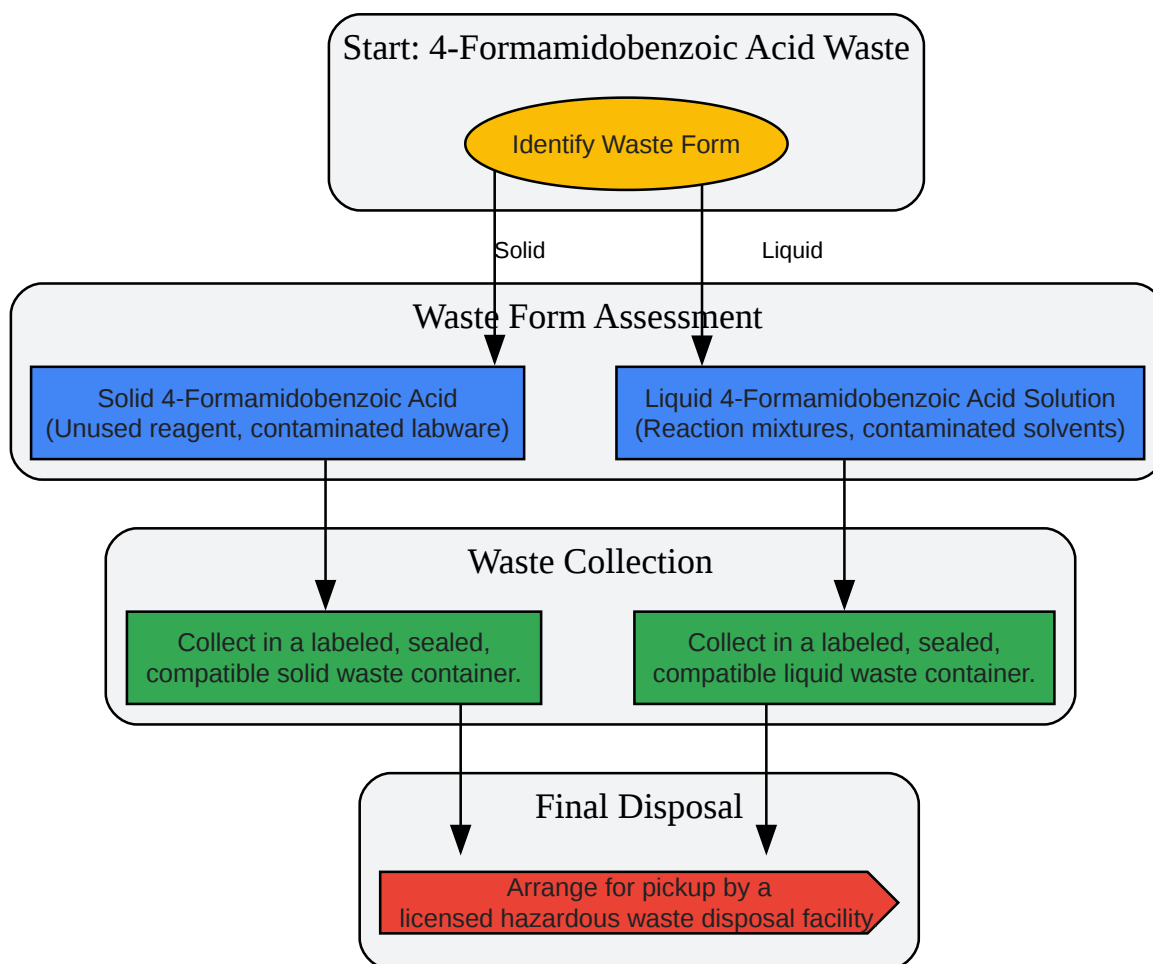 Start: 4-Formamidobenzoic Acid Waste
Identify Waste Form
Solid
Liquid
Waste Form Assessment
Solid 4-Formamidobenzoic Acid
(Unused reagent, contaminated labware)
Liquid 4-Formamidobenzoic Acid Solution
(Reaction mixtures, contaminated solvents)
Waste Collection
Collect in a labeled, sealed,
compatible solid waste container.
Collect in a labeled, sealed,
compatible liquid waste container.
Final Disposal
Arrange for pickup by a
licensed hazardous waste disposal facility